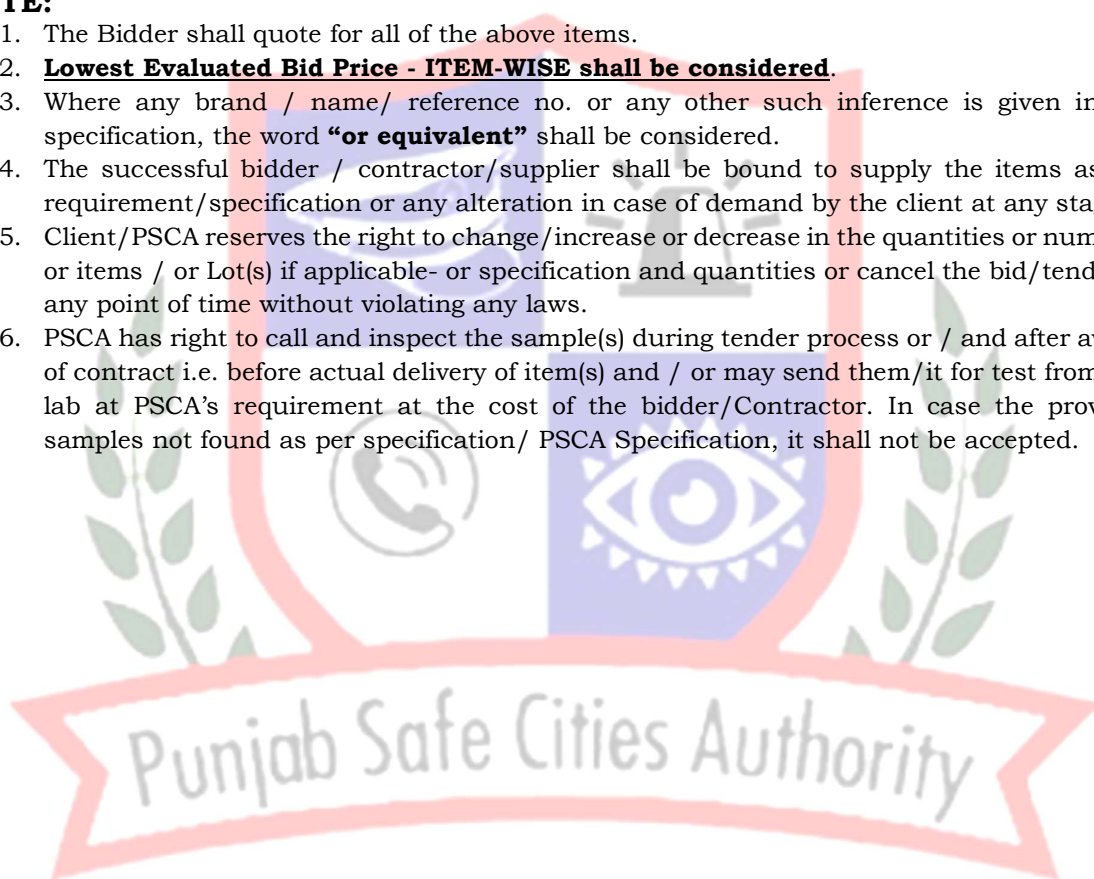 TE:
1. The Bidder shall quote for all of the above items.
2. Lowest Evaluated Bid Price - ITEM-WISE shall be considered.
3. Where any brand / name/ reference no. or any other such inference is given in
specification, the word “or equivalent” shall be considered.
4. The successful bidder / contractor/supplier shall be bound to supply the items as
requirement/specification or any alteration in case of demand by the client at any sta
5. Client/PSCA reserves the right to change/increase or decrease in the quantities or num
or items / or Lot(s) if applicable- or specification and quantities or cancel the bid/tend
any point of time without violating any laws.
6. PSCA has right to call and inspect the sample(s) during tender process or / and after a
of contract i.e. before actual delivery of item(s) and / or may send them/it for test from
lab at PSCA’s requirement at the cost of the bidder/Contractor. In case the prov
samples not found as per specification/ PSCA Specification, it shall not be accepted.
Punjab Safe Cities Authority